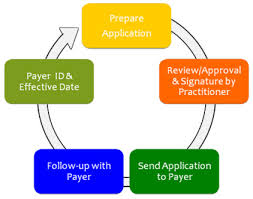 Prepare
Application
Review/Approval
& Signature by
Practitioner
Send Application
to Payer
Follow-up with
Payer
Payer ID &
Effective Date